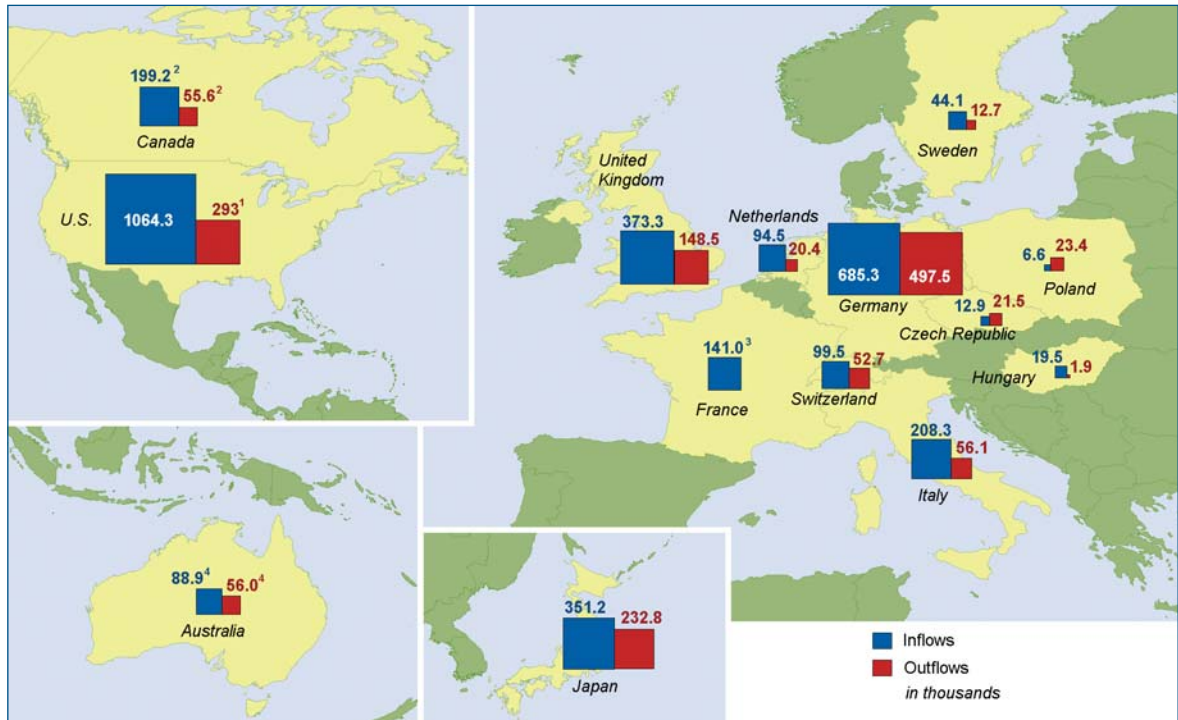 199.2²
55.6²
Canada
U.S.
1064.3
293¹
88.9⁴
56.0⁴
Australia
351.2
232.8
Japan
United
Kingdom
373.3
148.5
Netherlands
94.5
20.4
685.3
497.5
Germany
44.1
12.7
Sweden
6.6
23.4
Poland
12.9
21.5
Czech Republic
141.0³
France
99.5
52.7
Switzerland
19.5
1.9
Hungary
208.3
56.1
Italy
Inflows
Outflows
in thousands